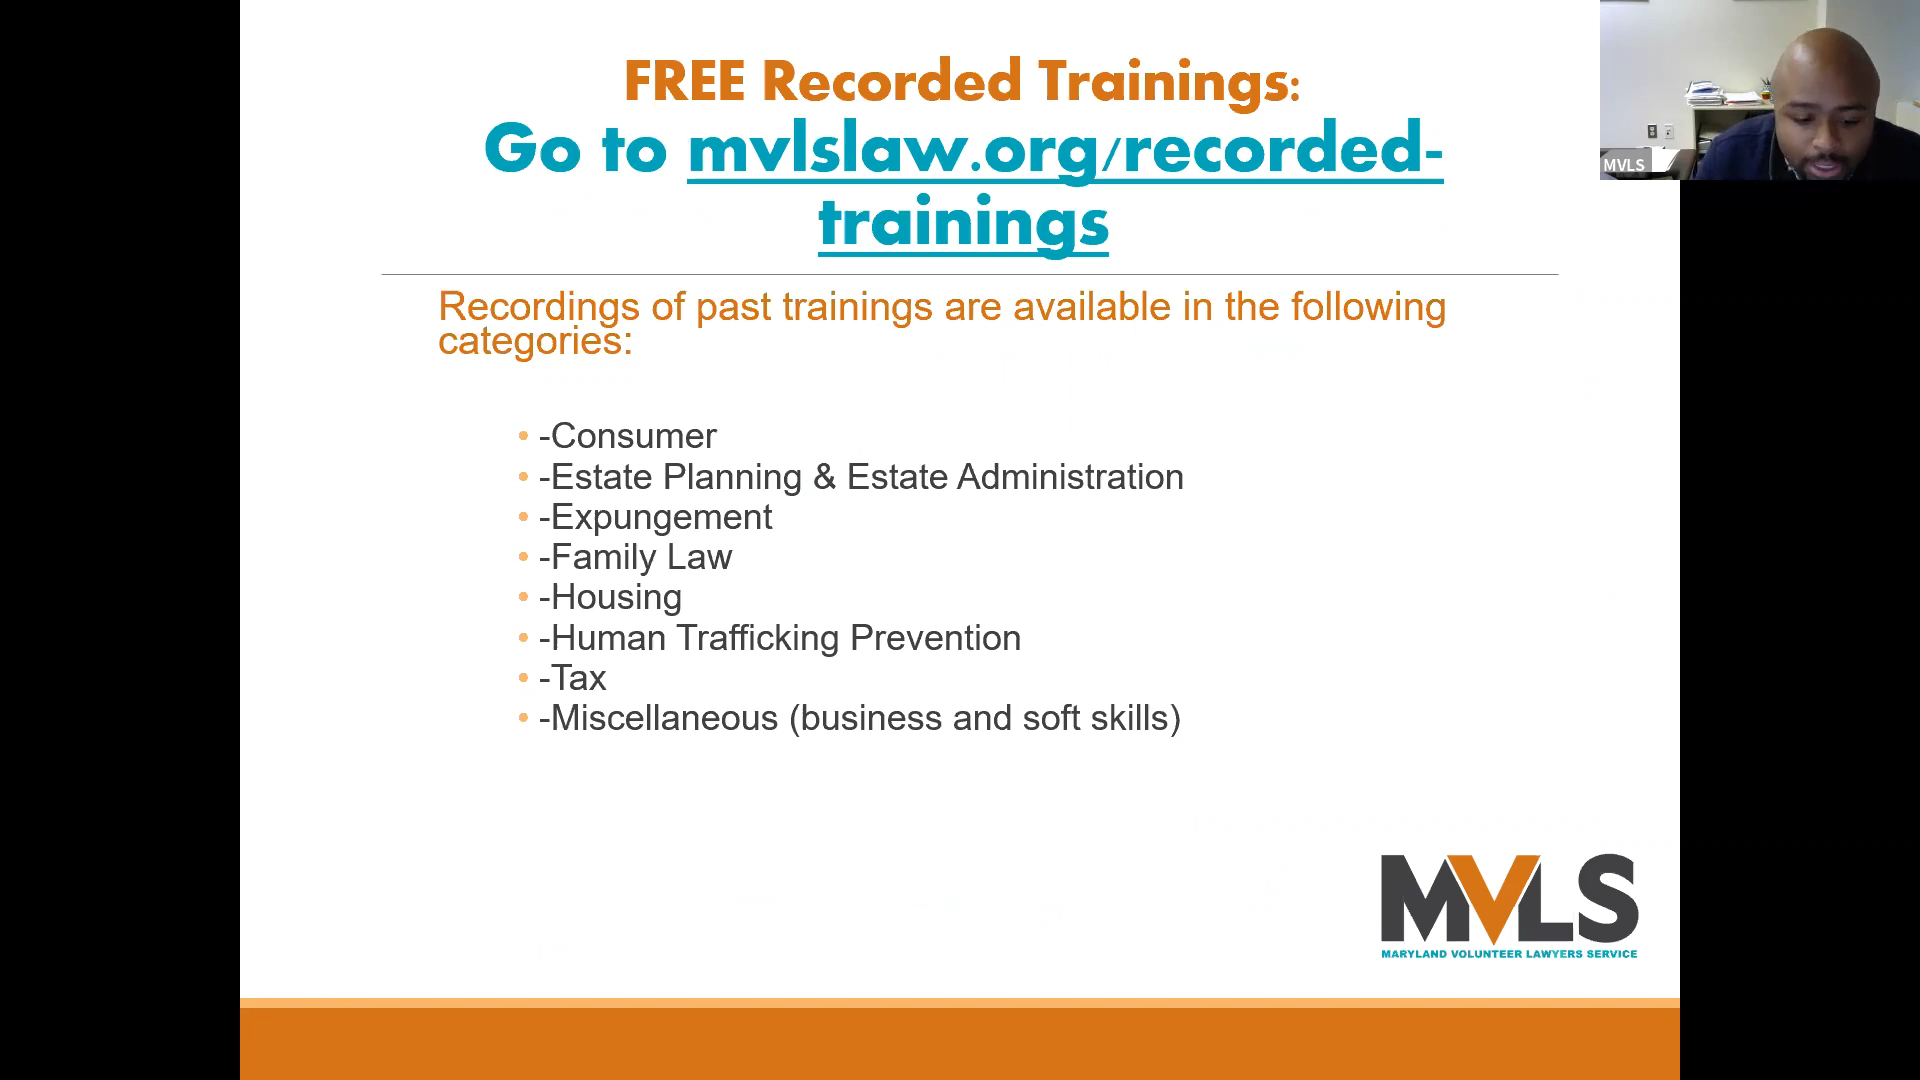 FREE Recorded Trainings:
Go to mvlslaw.org/recorded-
trainings
MVLS
Recordings of past trainings are available in the following
categories:
• -Consumer
• -Estate Planning & Estate Administration
• -Expungement
• -Family Law
• -Housing
• -Human Trafficking Prevention
• -Tax
• -Miscellaneous (business and soft skills)
MVLS
MARYLAND VOLUNTEER LAWYERS SERVICE